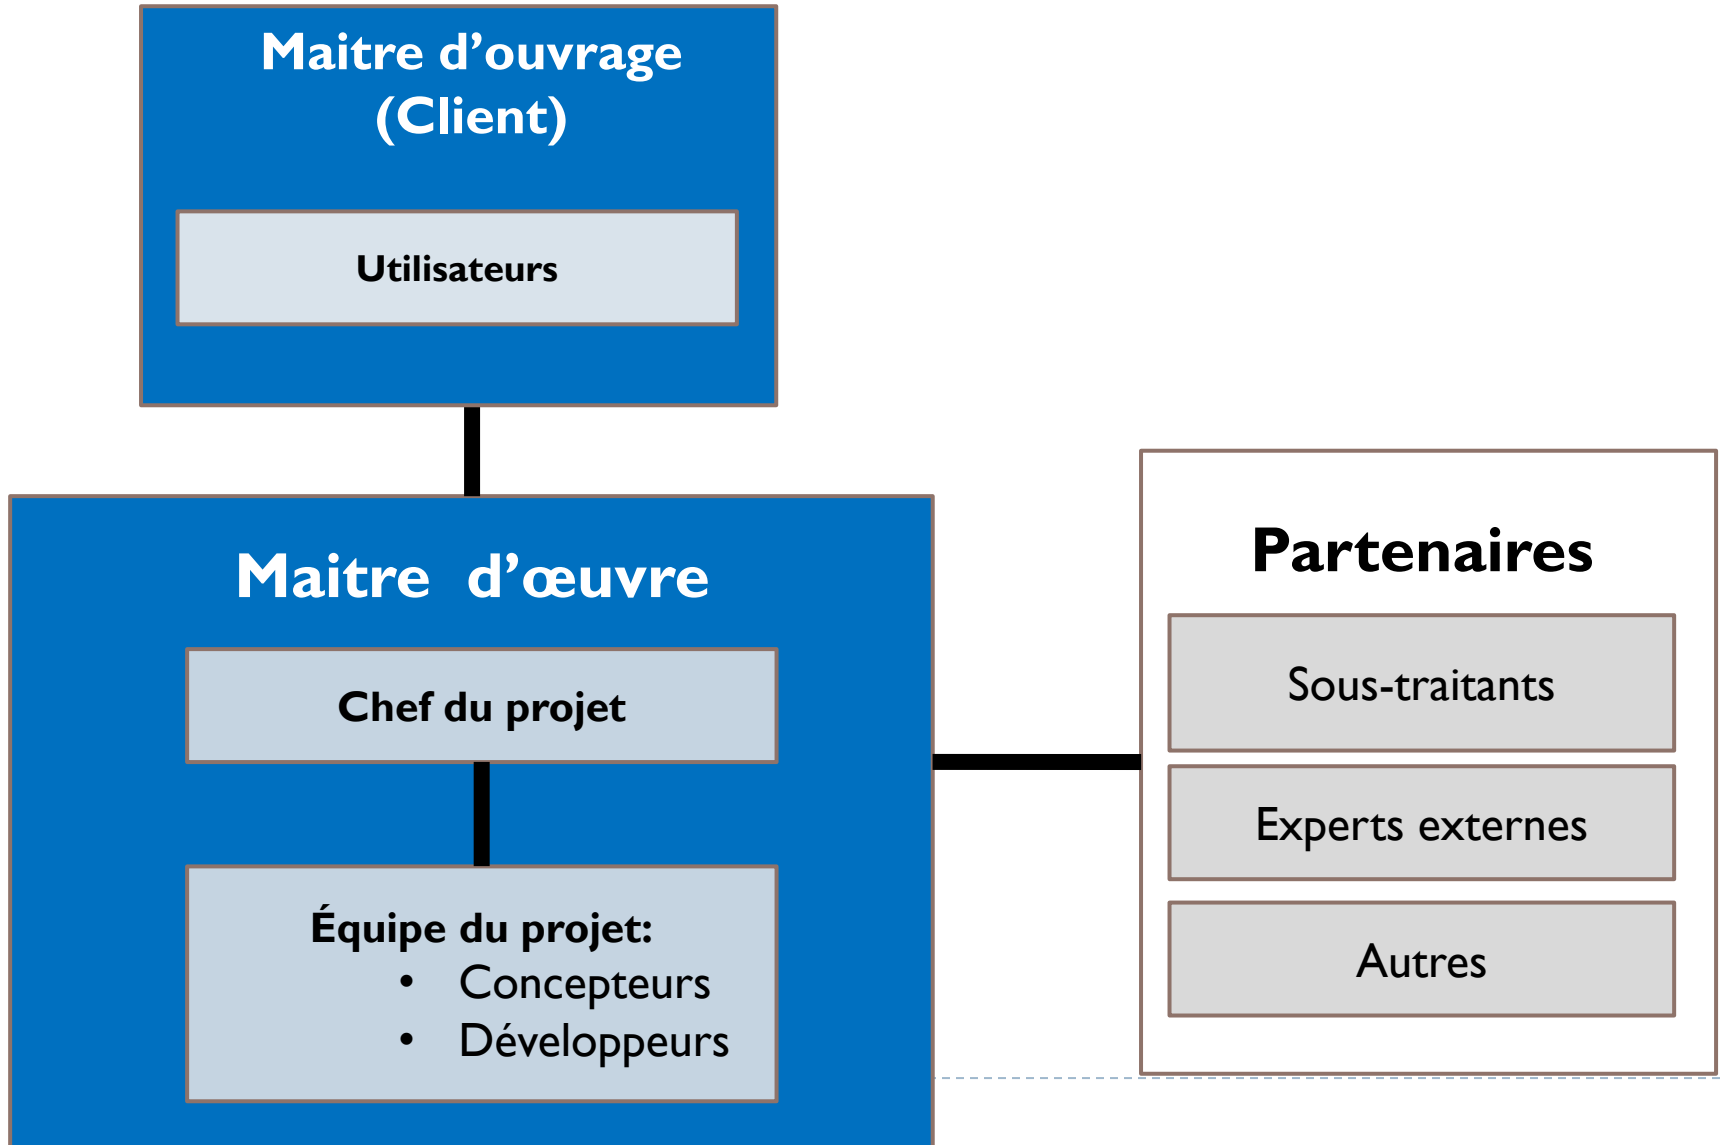 Maitre d’ouvrage
(Client)
Utilisateurs
Maitre d’œuvre
Chef du projet
Équipe du projet:
• Concepteurs
• Développeurs
Partenaires
Sous-traitants
Experts externes
Autres